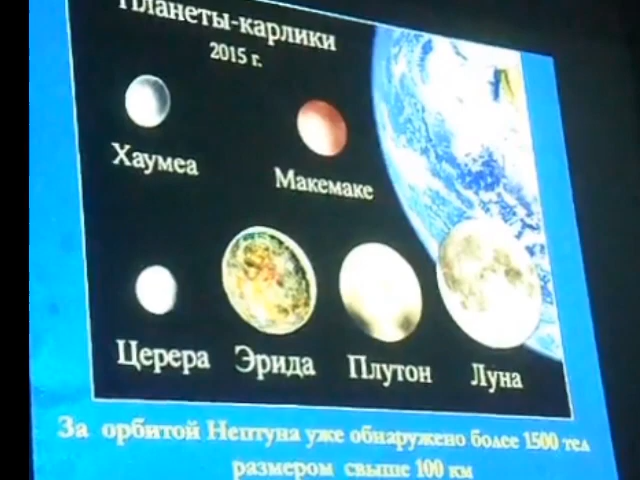 Планеты-карлики
2015 г.
Хаумеа
Макемаке
Церера Эрида Плутон Луна
За орбитой Нептуна уже обнаружено более 1500 тел
размером свыше 100 км